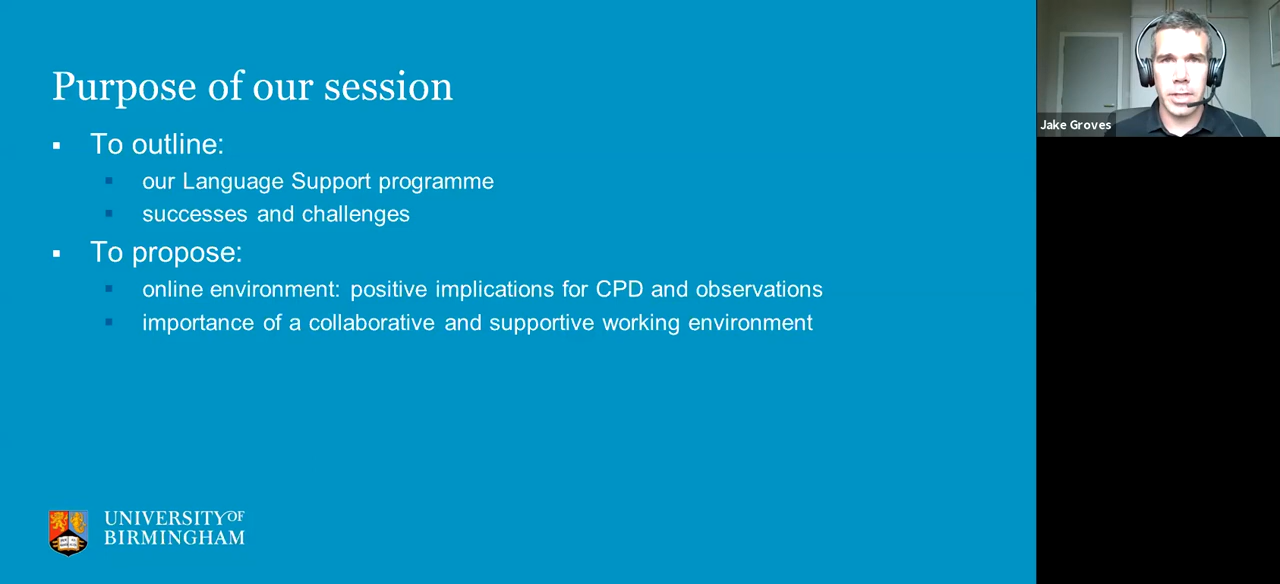 Purpose of our session
To outline:
our Language Support programme
successes and challenges
To propose:
online environment: positive implications for CPD and observations
importance of a collaborative and supportive working environment
UNIVERSITY OF
BIRMINGHAM
Jake Groves